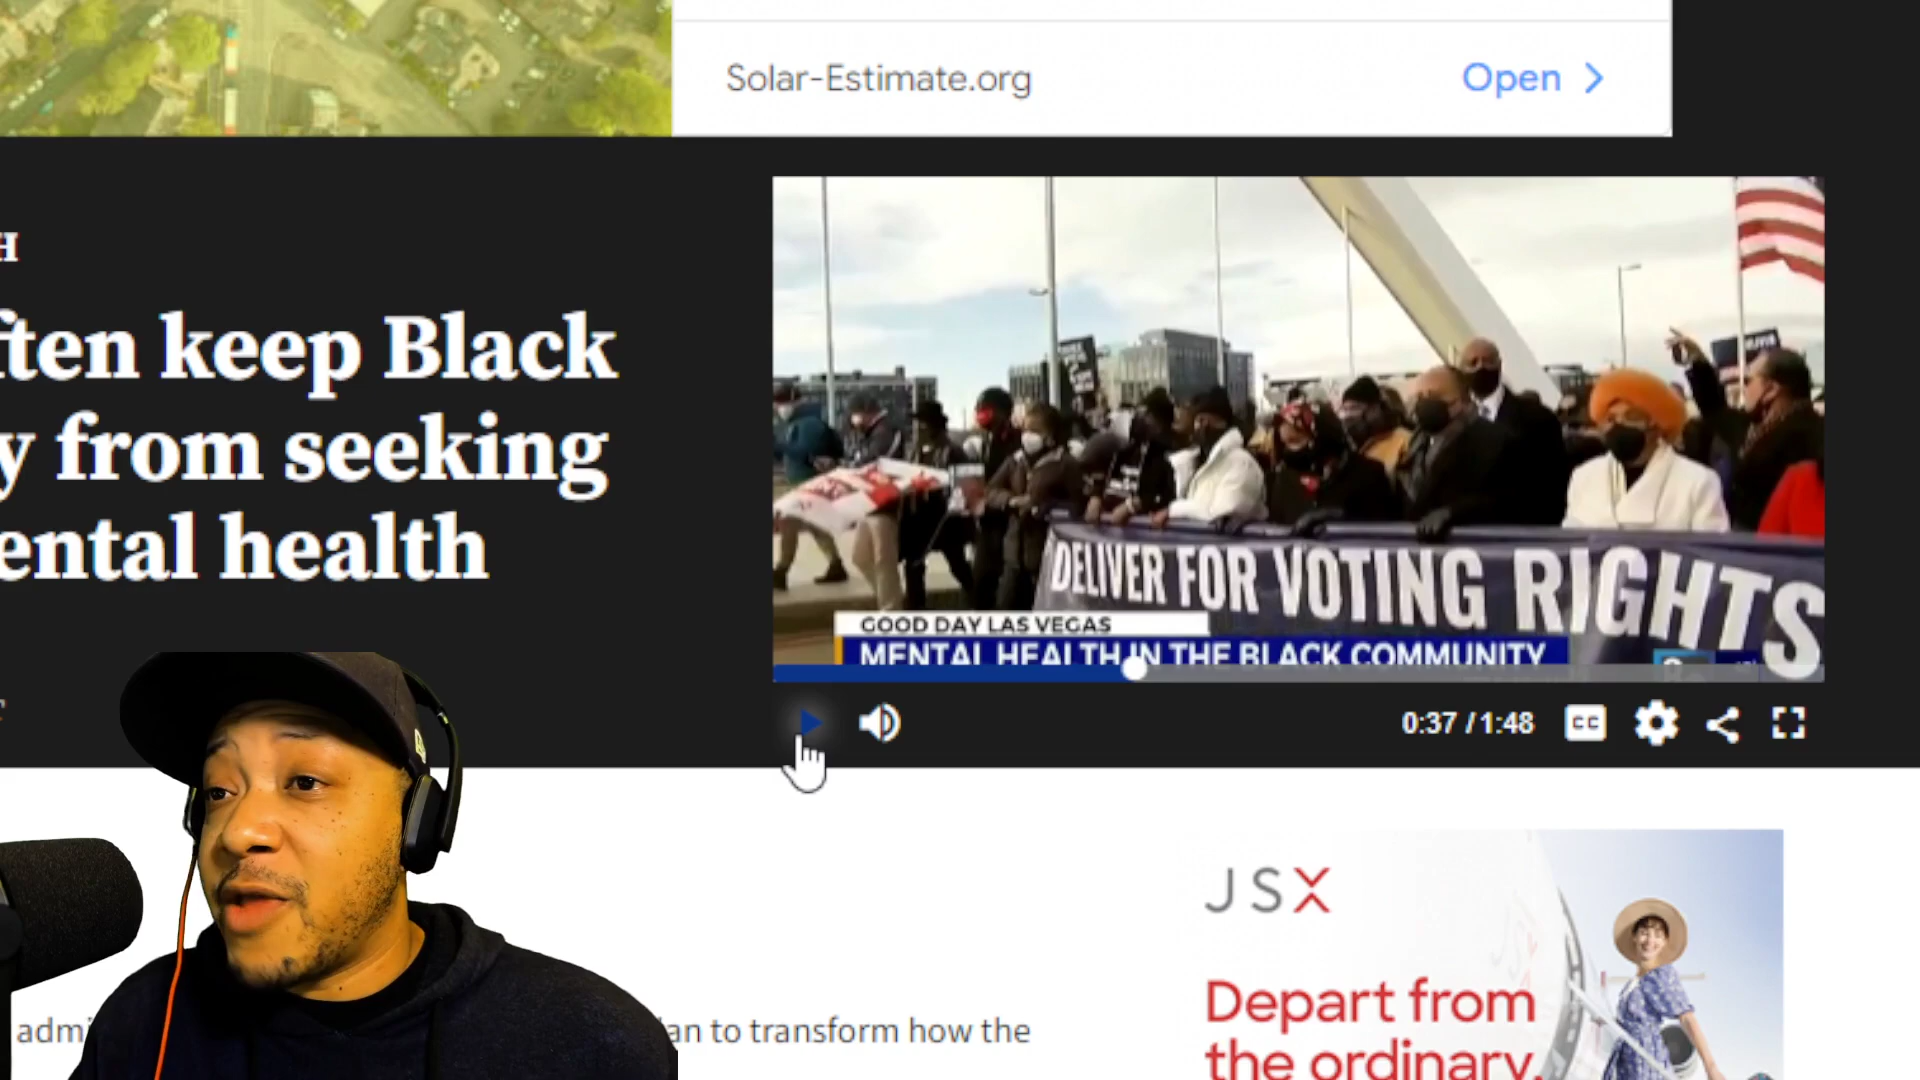 Solar-Estimate.org
Open
H
ften keep Black
y from seeking
ental health
DELIVER FOR VOTING RIGHTS
GOOD DAY LAS VEGAS
MENTAL HEALTH IN THE BLACK COMMUNITY
0:37 / 1:48
CC
JSX
Depart from
the ordinary.
admi
an to transform how the